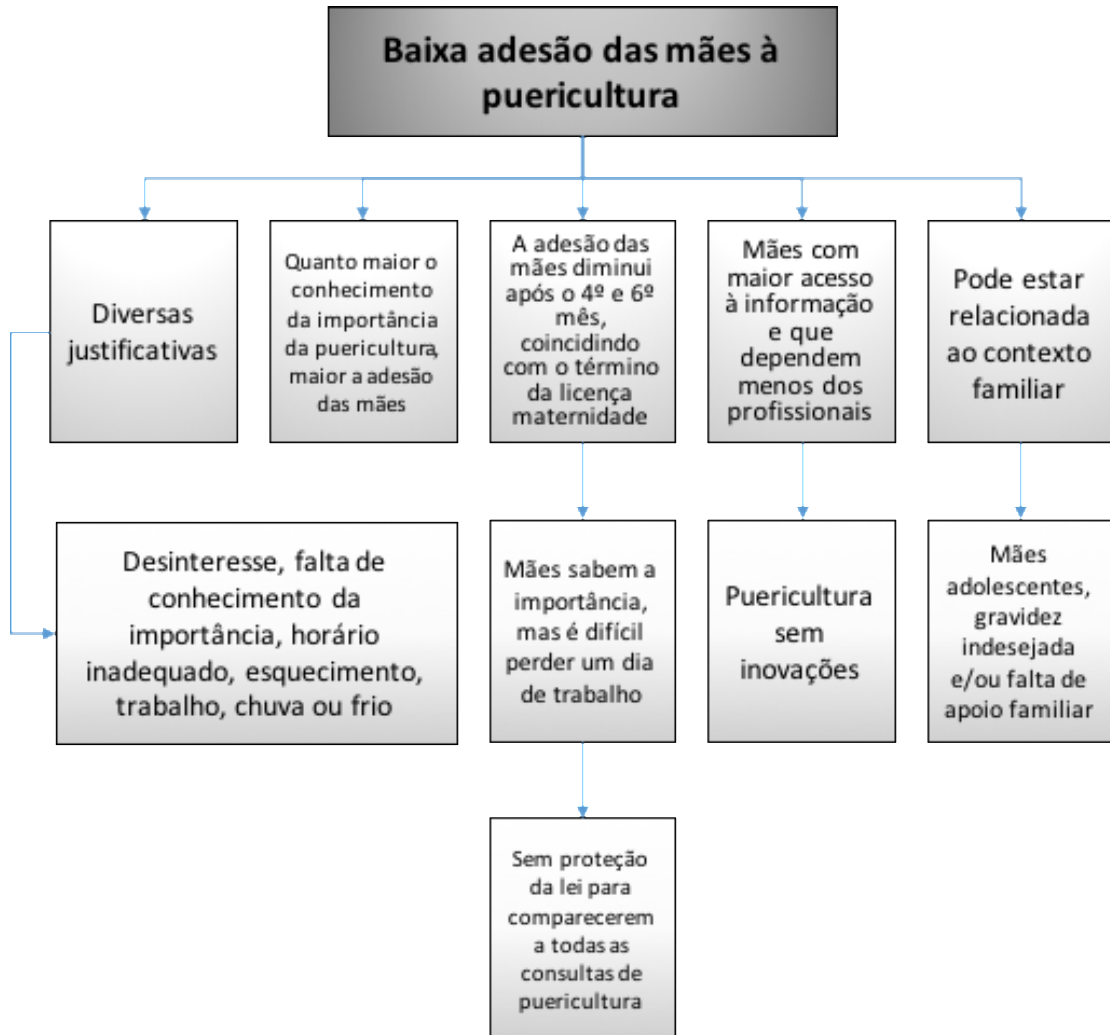 Baixa adesão das mães à
puericultura
Diversas
justificativas
Quanto maior o
conhecimento
da importância
da puericultura,
maior a adesão
das mães
A adesão das
mães diminui
após o 4º e 6º
mês,
coincidindo
com o término
da licença
maternidade
Mães com
maior acesso
à informação
e que
dependem
menos dos
profissionais
Pode estar
relacionada
ao contexto
familiar
Desinteresse, falta de
conhecimento da
importância, horário
inadequado, esquecimento,
trabalho, chuva ou frio
Mães sabem a
importância,
mas é difícil
perder um dia
de trabalho
Puericultura
sem
inovações
Mães
adolescentes,
gravidez
indesejada
e/ou falta de
apoio familiar
Sem proteção
da lei para
comparecerem
a todas as
consultas de
puericultura